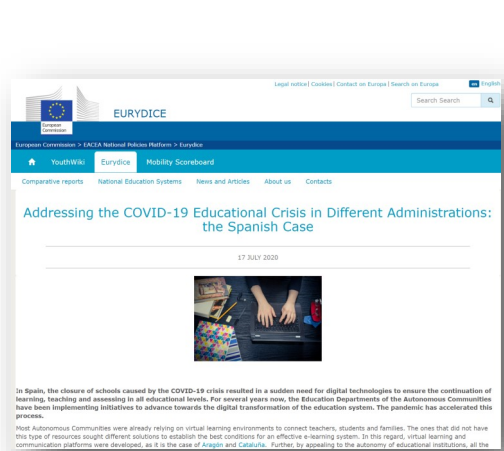 Legal notice | Cookies | Contact on Europa | Search on Europa en English
Search Search
European
Commission
EURYDICE
European Commission > EACEA National Policies Platform > Eurydice
YouthWiki Eurydice Mobility Scoreboard
Comparative reports National Education Systems News and Articles About us Contacts
Addressing the COVID-19 Educational Crisis in Different Administrations:
the Spanish Case
17 JULY 2020
In Spain, the closure of schools caused by the COVID-19 crisis resulted in a sudden need for digital technologies to ensure the continuation of
learning, teaching and assessing in all educational levels. For several years now, the Education Departments of the Autonomous Communities
have been implementing initiatives to advance towards the digital transformation of the education system. The pandemic has accelerated this
process.
Most Autonomous Communities were already relying on virtual learning environments to connect teachers, students and families. The ones that did not have
this type of resources sought different solutions to establish the best conditions for an effective e-learning system. In this regard, virtual learning and
communication platforms were developed, as it is the case of Aragón and Cataluña. Further, by appealing to the autonomy of educational institutions, all the